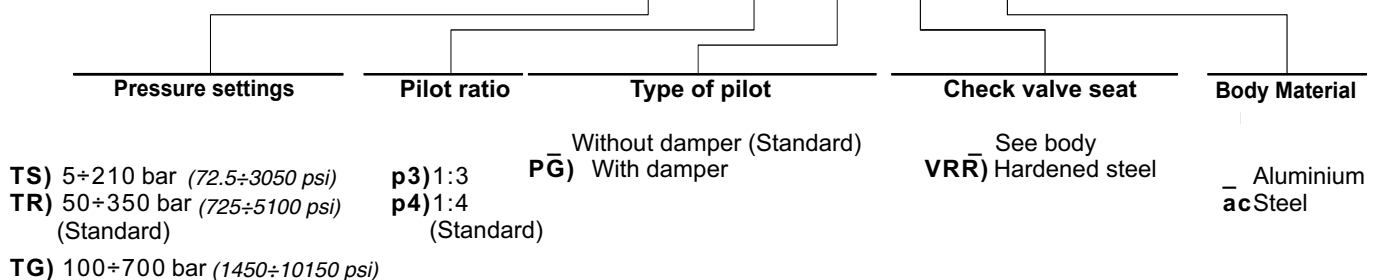 Pressure settings
Pilot ratio
Type of pilot
Check valve seat
Body Material
TS) 5÷210 bar (72.5÷3050 psi)
TR) 50÷350 bar (725÷5100 psi)
(Standard)
TG) 100÷700 bar (1450÷10150 psi)
p3)1:3
p4)1:4
(Standard)
_ Without damper (Standard)
PG) With damper
_ See body
VRR) Hardened steel
_ Aluminium
ac Steel